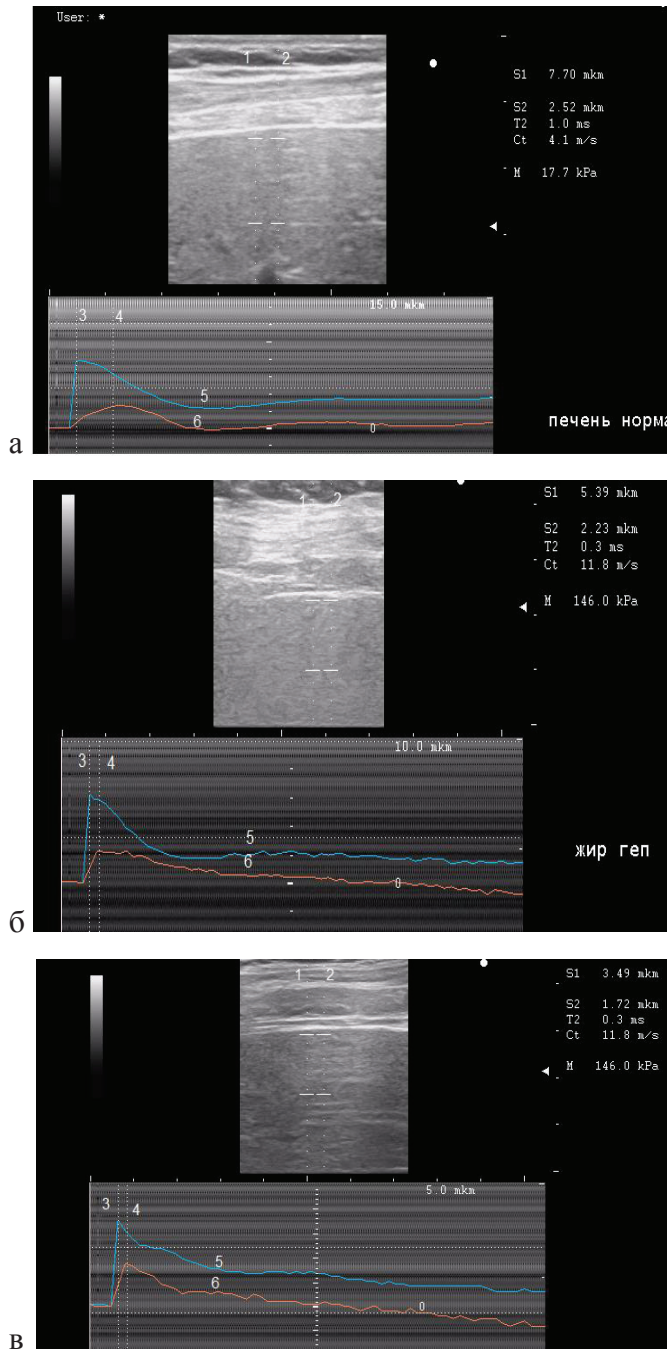 User: *
1 2
S1 7.70 mkm
S2 2.52 mkm
T2 1.0 ms
Ct 4.1 m/s
M 17.7 kPa
15.0 mkm
3 4
5
6
0
печень норма
а
1 2
S1 5.39 mkm
S2 2.23 mkm
T2 0.3 ms
Ct 11.8 m/s
M 146.0 kPa
10.0 mkm
3 4
5
6
0
жир геп
б
1 2
S1 3.49 mkm
S2 1.72 mkm
T2 0.3 ms
Ct 11.8 m/s
M 146.0 kPa
5.0 mkm
3 4
5
6
0
в